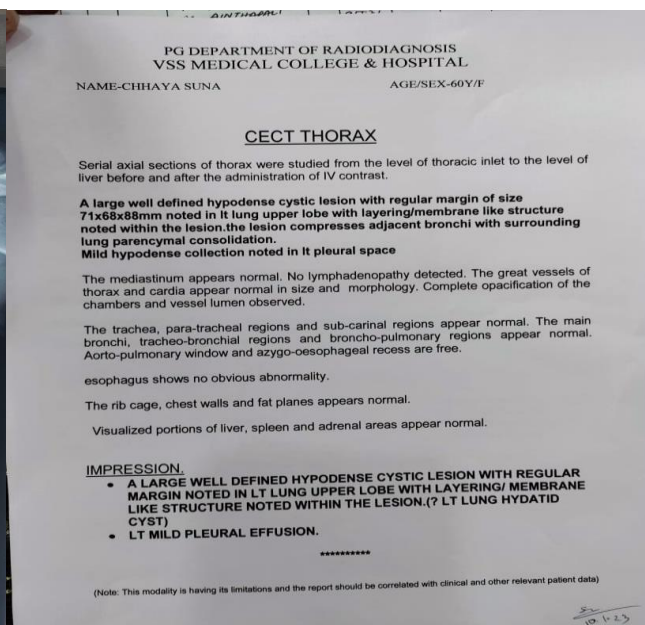 AINTHAPALI
PG DEPARTMENT OF RADIODIAGNOSIS
VSS MEDICAL COLLEGE & HOSPITAL
NAME-CHHAYA SUNA AGE/SEX-60Y/F
CECT THORAX
Serial axial sections of thorax were studied from the level of thoracic inlet to the level of
liver before and after the administration of IV contrast.
A large well defined hypodense cystic lesion with regular margin of size
71x68x88mm noted in lt lung upper lobe with layering/membrane like structure
noted within the lesion.the lesion compresses adjacent bronchi with surrounding
lung parencymal consolidation.
Mild hypodense collection noted in lt pleural space
The mediastinum appears normal. No lymphadenopathy detected. The great vessels of
thorax and cardia appear normal in size and morphology. Complete opacification of the
chambers and vessel lumen observed.
The trachea, para-tracheal regions and sub-carinal regions appear normal. The main
bronchi, tracheo-bronchial regions and broncho-pulmonary regions appear normal.
Aorto-pulmonary window and azygo-oesophageal recess are free.
esophagus shows no obvious abnormality.
The rib cage, chest walls and fat planes appears normal.
Visualized portions of liver, spleen and adrenal areas appear normal.
IMPRESSION.
• A LARGE WELL DEFINED HYPODENSE CYSTIC LESION WITH REGULAR
MARGIN NOTED IN LT LUNG UPPER LOBE WITH LAYERING/ MEMBRANE
LIKE STRUCTURE NOTED WITHIN THE LESION.(? LT LUNG HYDATID
CYST)
• LT MILD PLEURAL EFFUSION.
**********
(Note: This modality is having its limitations and the report should be correlated with clinical and other relevant patient data)
10.1.23